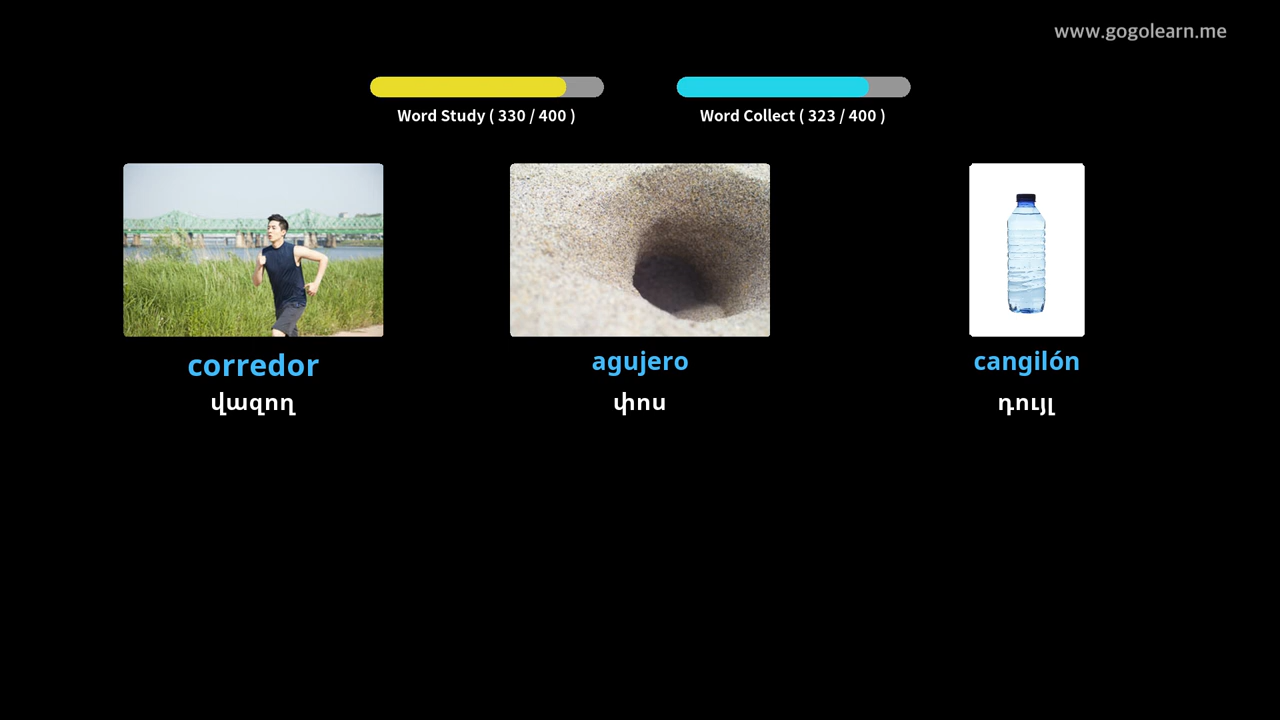 www.gogolearn.me
Word Study ( 330 / 400 )
Word Collect ( 323 / 400 )
corredor
վազող
agujero
փոս
cangilón
դույլ